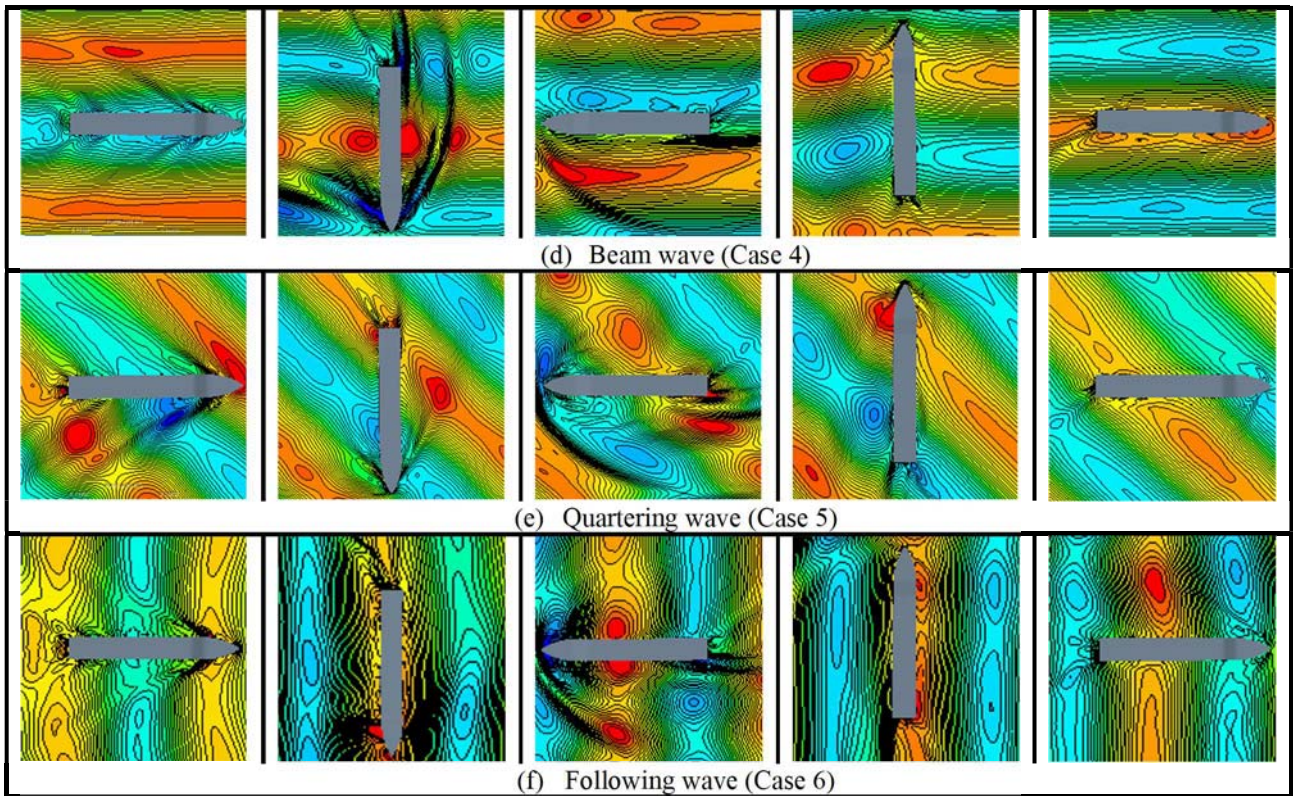 (d) Beam wave (Case 4)
(e) Quartering wave (Case 5)
(f) Following wave (Case 6)